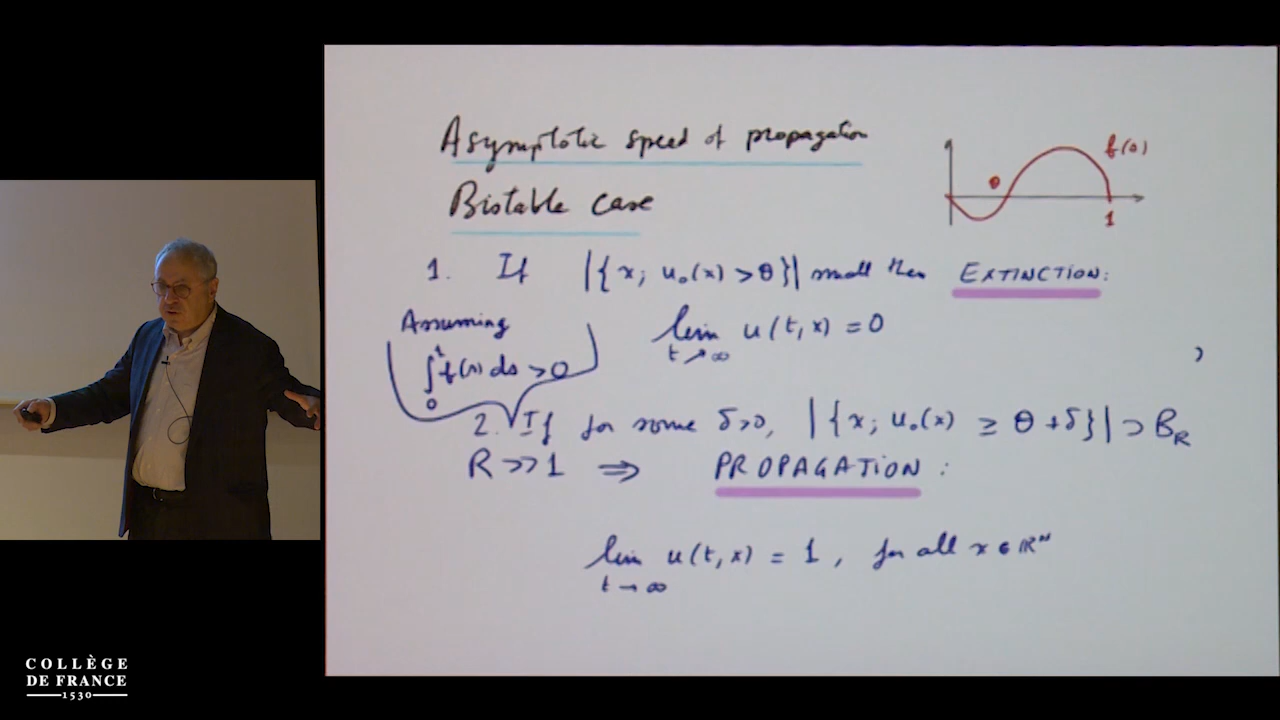 Asymptotic speed of propagation
Bistable case
f(s)
θ
1
1. If |{x; u₀(x) > θ}| small then EXTINCTION:
Assuming
∫₀¹ f(s) ds > 0
lim u(t, x) = 0
t ↗ ∞
2. If for some δ>0, |{x; u₀(x) ≥ θ + δ}| ⊃ B_R
R >> 1 ⇒ PROPAGATION :
lim u(t, x) = 1, for all x ∈ ℝᴺ
t → ∞
COLLÈGE
DE FRANCE
1530